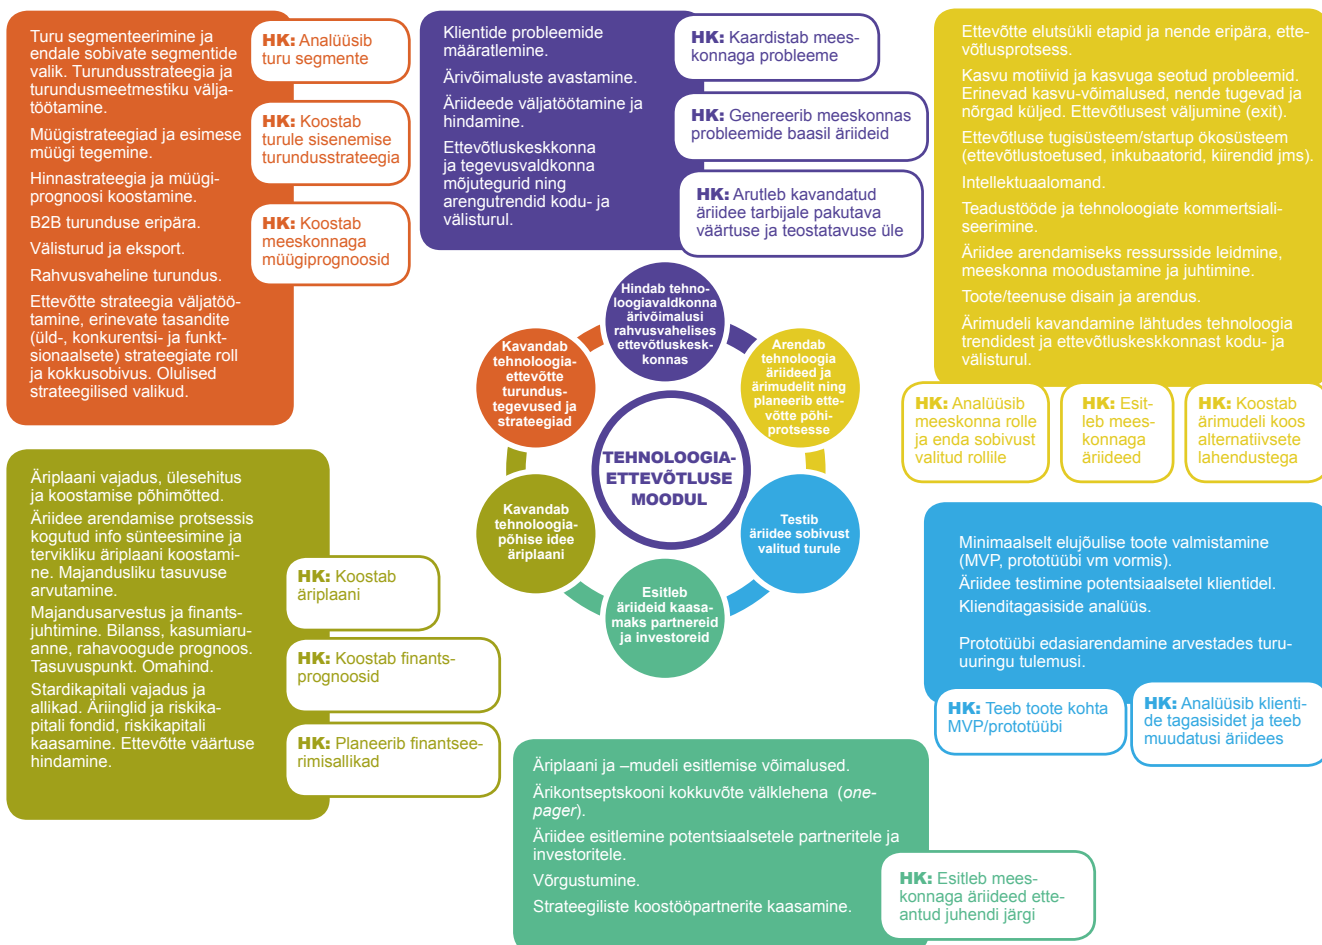 Turu segmenteerimine ja
endale sobivate segmentide
valik. Turundusstrateegia ja
turundusmeetmestiku välja-
töötamine.
Müügistrateegiad ja esimese
müügi tegemine.
Hinnastrateegia ja müügi-
prognoosi koostamine.
B2B turunduse eripära.
Välisturud ja eksport.
Rahvusvaheline turundus.
Ettevõtte strateegia väljatöö-
tamine, erinevate tasandite
(üld-, konkurentsi- ja funkt-
sionaalsete) strateegiate roll
ja kokkusobivus. Olulised
strateegilised valikud.
HK: Analüüsib
turu segmente
HK: Koostab
turule sisenemise
turundusstrateegia
HK: Koostab
meeskonnaga
müügiprognoosid
Klientide probleemide
määratlemine.
Ärivõimaluste avastamine.
Äriideede väljatöötamine ja
hindamine.
Ettevõtluskeskkonna
ja tegevusvaldkonna
mõjutegurid ning
arengutrendid kodu- ja
välisturul.
HK: Kaardistab mees-
konnaga probleeme
HK: Genereerib meeskonnas
probleemide baasil äriideid
HK: Arutleb kavandatud
äriidee tarbijale pakutava
väärtuse ja teostatavuse üle
Ettevõtte elutsükli etapid ja nende eripära, ette-
võtlusprotsess.
Kasvu motiivid ja kasvuga seotud probleemid.
Erinevad kasvu-võimalused, nende tugevad ja
nõrgad küljed. Ettevõtlusest väljumine (exit).
Ettevõtluse tugisüsteem/startup ökosüsteem
(ettevõtlustoetused, inkubaatorid, kiirendid jms).
Intellektuaalomand.
Teadustööde ja tehnoloogiate kommertsiali-
seerimine.
Äriidee arendamiseks ressursside leidmine,
meeskonna moodustamine ja juhtimine.
Toote/teenuse disain ja arendus.
Ärimudeli kavandamine lähtudes tehnoloogia
trendidest ja ettevõtluskeskkonnast kodu- ja
välisturul.
HK: Analüüsib
meeskonna rolle
ja enda sobivust
valitud rollile
HK: Esit-
leb mees-
konnaga
äriideed
HK: Koostab
ärimudeli koos
alternatiivsete
lahendustega
Hindab tehno-
loogiavaldkonna
ärivõimalusi
rahvusvahelises
ettevõtluskesk-
konnas
Kavandab
tehnoloogia-
ettevõtte
turundus-
tegevused ja
strateegiad
Arendab
tehnoloogia
äriideed ja
ärimudelit ning
planeerib ette-
võtte põhi-
protsesse
TEHNOLOOGIA-
ETTEVÕTLUSE
MOODUL
Kavandab
tehnoloogia-
põhise idee
äriplaani
Testib
äriidee sobivust
valitud turule
Esitleb
äriideid kaasa-
maks partnereid
ja investoreid
Äriplaani vajadus, ülesehitus
ja koostamise põhimõtted.
Äriidee arendamise protsessis
kogutud info sünteesimine ja
tervikliku äriplaani koostami-
ne. Majandusliku tasuvuse
arvutamine.
Majandusarvestus ja finants-
juhtimine. Bilanss, kasumiaru-
anne, rahavoogude prognoos.
Tasuvuspunkt. Omahind.
Stardikapitali vajadus ja
allikad. Äriinglid ja riskika-
pitali fondid, riskikapitali
kaasamine. Ettevõtte väärtuse
hindamine.
HK: Koostab
äriplaani
HK: Koostab finants-
prognoosid
HK: Planeerib finantsee-
rimisallikad
Minimaalselt elujõulise toote valmistamine
(MVP, prototüübi vm vormis).
Äriidee testimine potentsiaalsetel klientidel.
Klienditagasiside analüüs.
Prototüübi edasiarendamine arvestades turu-
uuringu tulemusi.
HK: Teeb toote kohta
MVP/prototüübi
HK: Analüüsib klienti-
de tagasisidet ja teeb
muudatusi äriidees
Äriplaani ja –mudeli esitlemise võimalused.
Ärikontseptskooni kokkuvõte välklehena (one-
pager).
Äriidee esitlemine potentsiaalsetele partneritele ja
investoritele.
Võrgustumine.
Strateegiliste koostööpartnerite kaasamine.
HK: Esitleb mees-
konnaga äriideed ette-
antud juhendi järgi